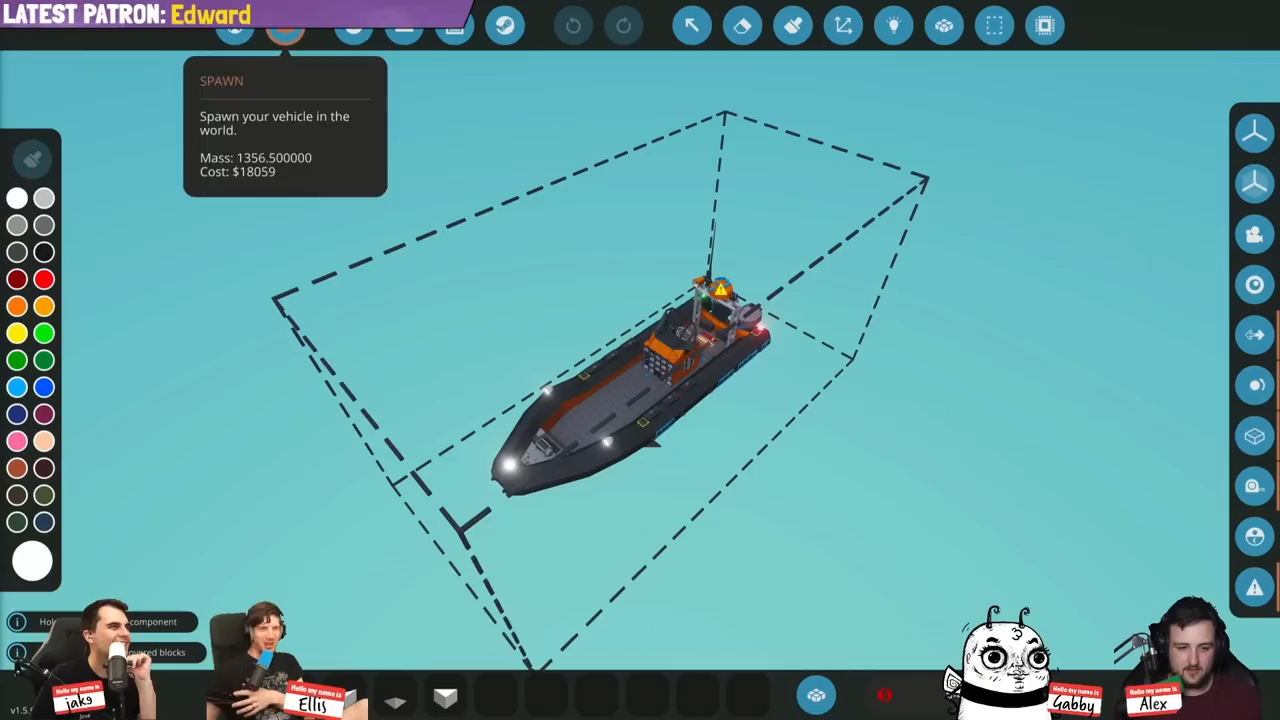 LATEST PATRON: Edward
SPAWN
Spawn your vehicle in the
world.
Mass: 1356.500000
Cost: $18059
component
blocks
Hello my name is
jak9
Hello my name is
Ellis
Hello my name is
Gabby
Hello my name is
Alex